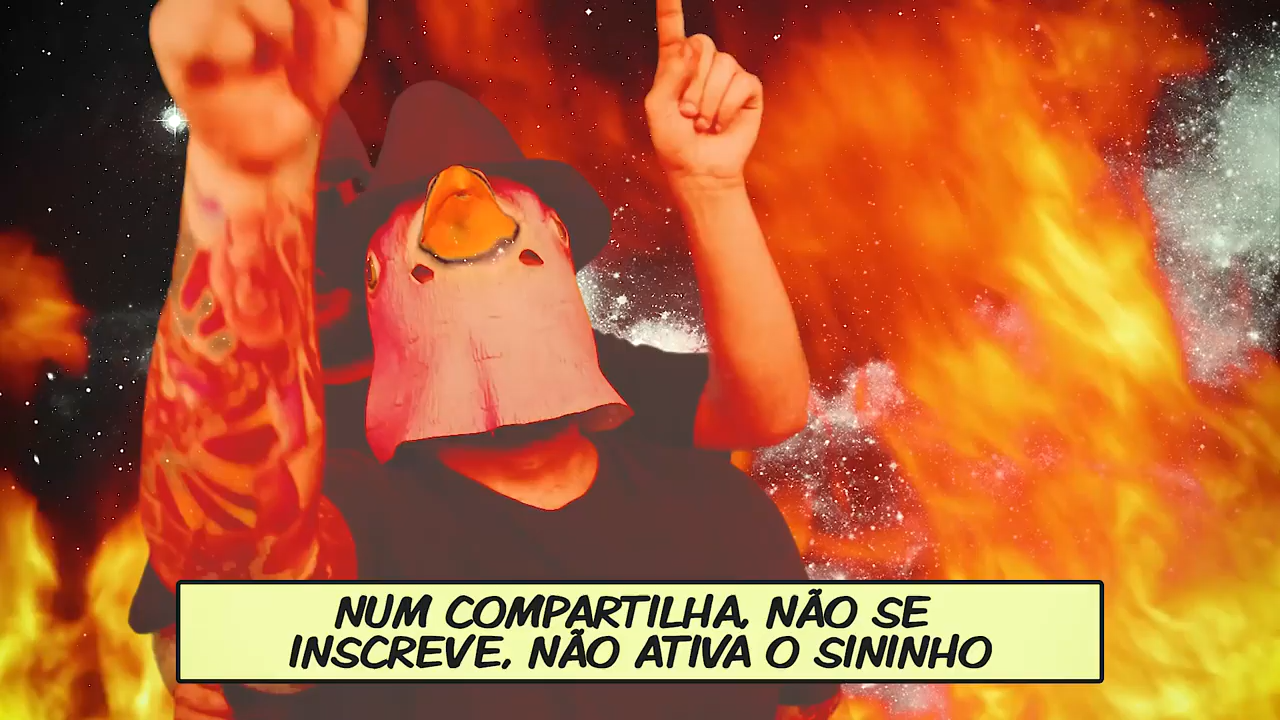 NUM COMPARTILHA, NÃO SE
INSCREVE, NÃO ATIVA O SININHO